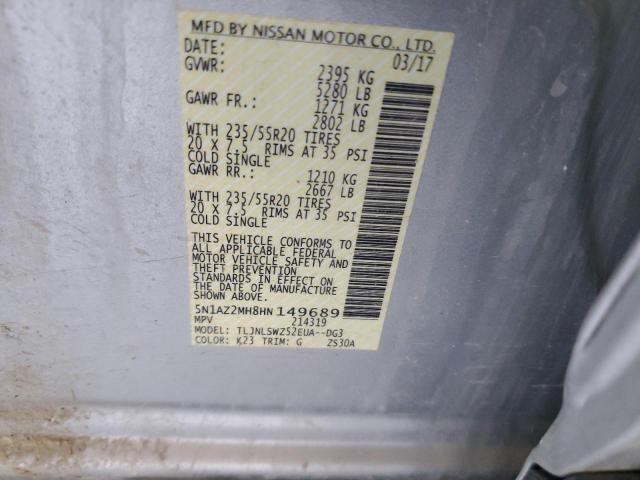 MFD BY NISSAN MOTOR CO., LTD.
DATE: 03/17
GVWR: 2395 KG
5280 LB
GAWR FR.: 1271 KG
2802 LB
WITH 235/55R20 TIRES
20 X 7.5 RIMS AT 35 PSI
COLD SINGLE
GAWR RR.: 1210 KG
2667 LB
WITH 235/55R20 TIRES
20 X 7.5 RIMS AT 35 PSI
COLD SINGLE
THIS VEHICLE CONFORMS TO
ALL APPLICABLE FEDERAL
MOTOR VEHICLE SAFETY AND
THEFT PREVENTION
STANDARDS IN EFFECT ON
THE DATE OF MANUFACTURE
SHOWN ABOVE.
5N1AZ2MH8HN149689
MPV 214319
MODEL: TLJNLSWZ52EUA--DG3
COLOR: K23 TRIM: G ZS30A